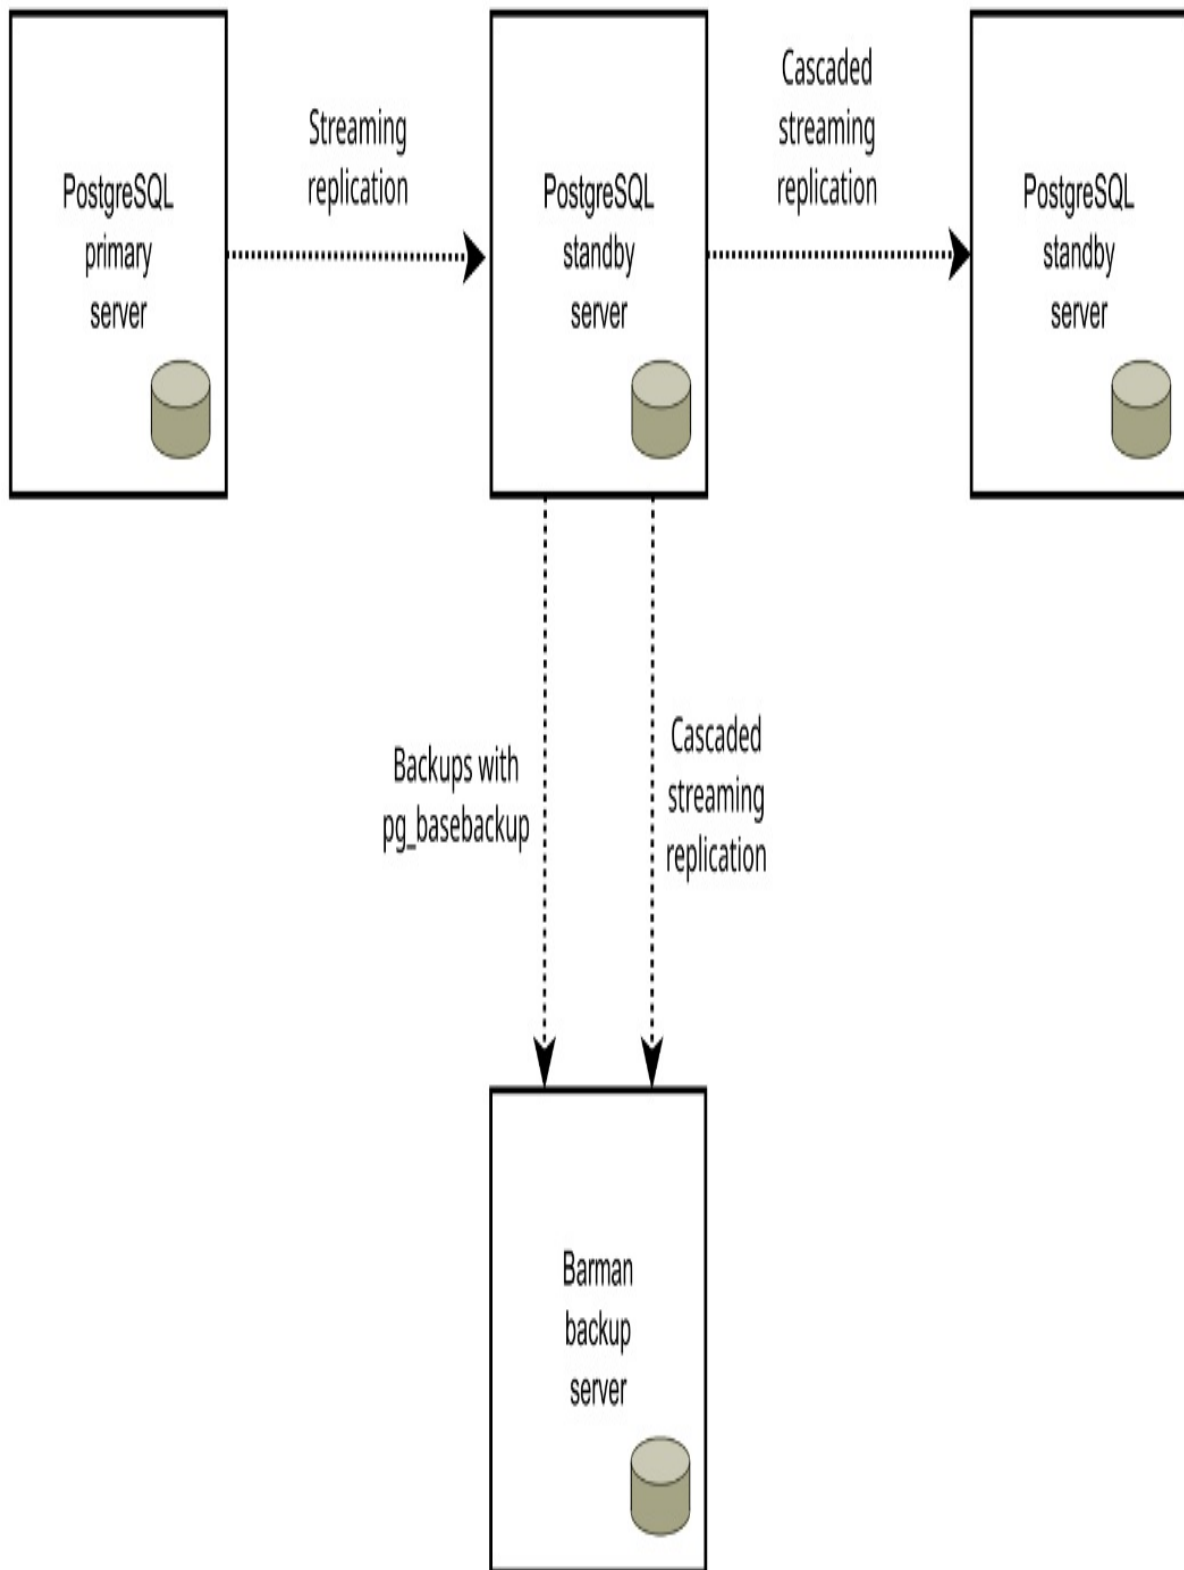 PostgreSQL
primary
server
Streaming
replication
PostgreSQL
standby
server
Cascaded
streaming
replication
PostgreSQL
standby
server
Backups with
pg_basebackup
Cascaded
streaming
replication
Barman
backup
server